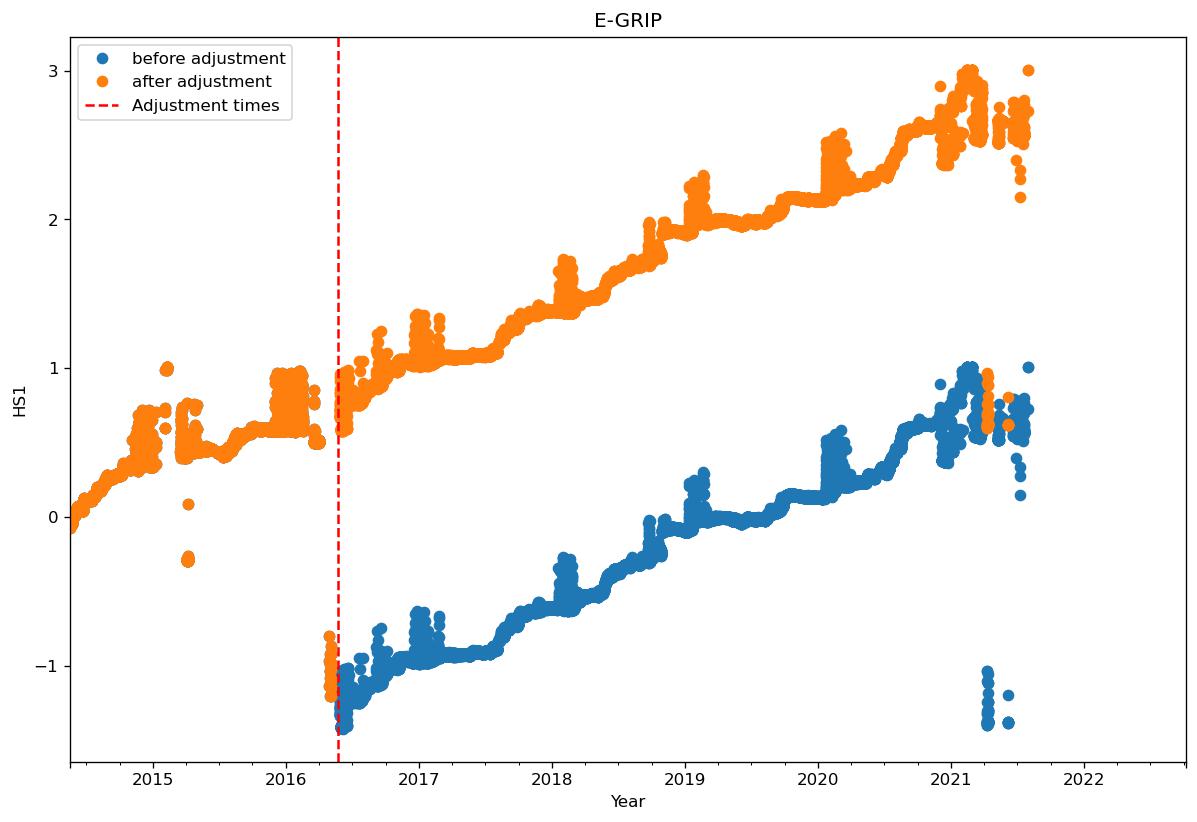 E-GRIP
before adjustment
after adjustment
Adjustment times
HS1
3
2
1
0
−1
2015 2016 2017 2018 2019 2020 2021 2022
Year